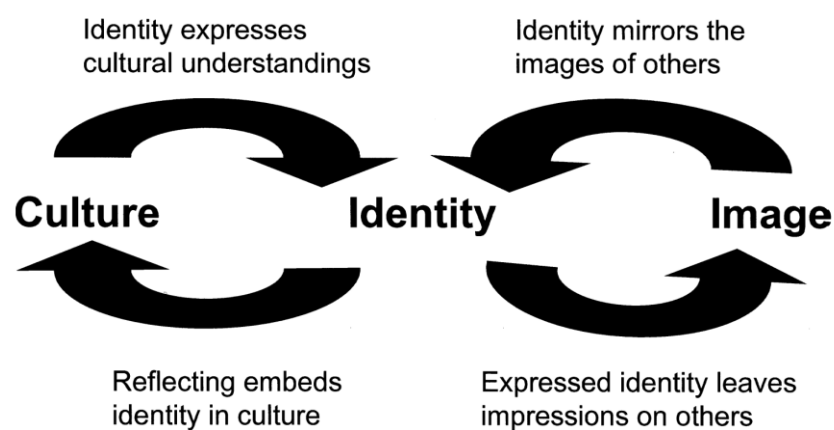 Identity expresses
cultural understandings
Identity mirrors the
images of others
Culture
Identity
Image
Reflecting embeds
identity in culture
Expressed identity leaves
impressions on others